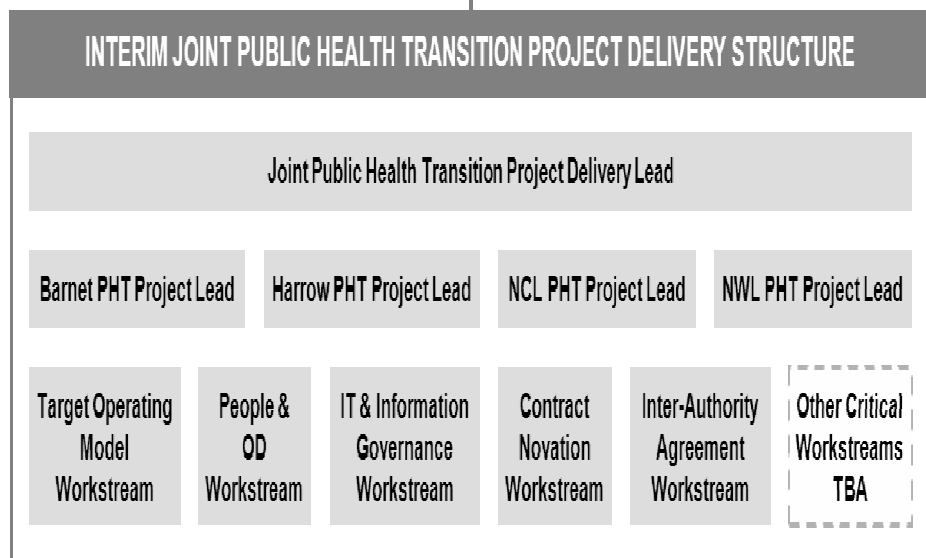 INTERIM JOINT PUBLIC HEALTH TRANSITION PROJECT DELIVERY STRUCTURE
Joint Public Health Transition Project Delivery Lead
Barnet PHT Project Lead
Harrow PHT Project Lead
NCL PHT Project Lead
NWL PHT Project Lead
Target Operating
Model
Workstream
People &
OD
Workstream
IT & Information
Governance
Workstream
Contract
Novation
Workstream
Inter-Authority
Agreement
Workstream
Other Critical
Workstreams
TBA